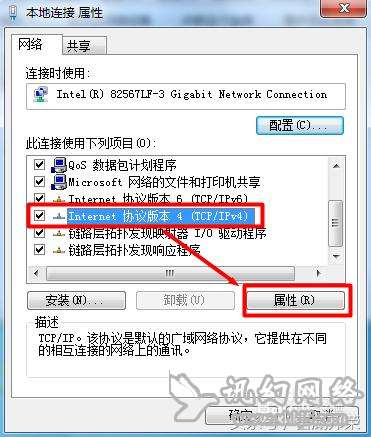 本地连接 属性
网络
共享
连接时使用:
Intel(R) 82567LF-3 Gigabit Network Connection
配置(C)...
此连接使用下列项目(O):
QoS 数据包计划程序
Microsoft 网络的文件和打印机共享
Internet 协议版本 6 (TCP/IPv6)
Internet 协议版本 4 (TCP/IPv4)
链路层拓扑发现映射器 I/O 驱动程序
链路层拓扑发现响应程序
安装(N)...
卸载(U)
属性(R)
描述
TCP/IP。该协议是默认的广域网络协议，它提供在不同
的相互连接的网络上的通讯。
讯幻网络
确定
取消